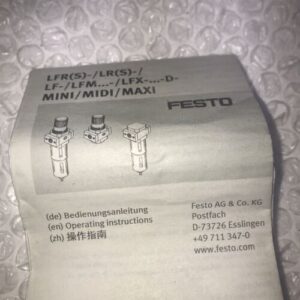 LFR(S)-/LR(S)-/
LF-/LFM...-/LFX-...-D-
MINI/MIDI/MAXI
FESTO
(de) Bedienungsanleitung
(en) Operating instructions
(zh) 操作指南
Festo AG & Co. KG
Postfach
D-73726 Esslingen
+49 711 347-0
www.festo.com